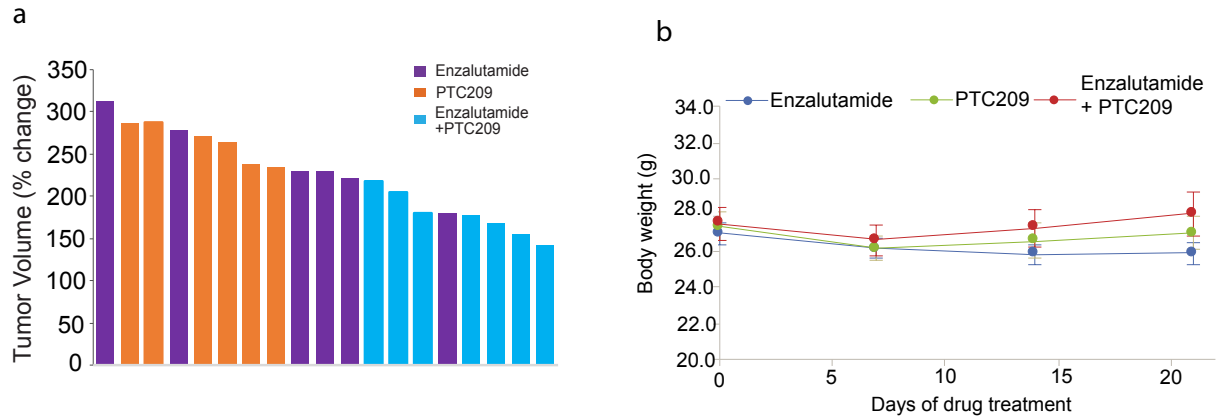 a
Tumor Volume (% change)
350
300
250
200
150
100
50
0
Enzalutamide
PTC209
Enzalutamide
+PTC209
b
Enzalutamide
PTC209
Enzalutamide
+ PTC209
Body weight (g)
34.0
32.0
30.0
28.0
26.0
24.0
22.0
20.0
0
5
10
15
20
Days of drug treatment